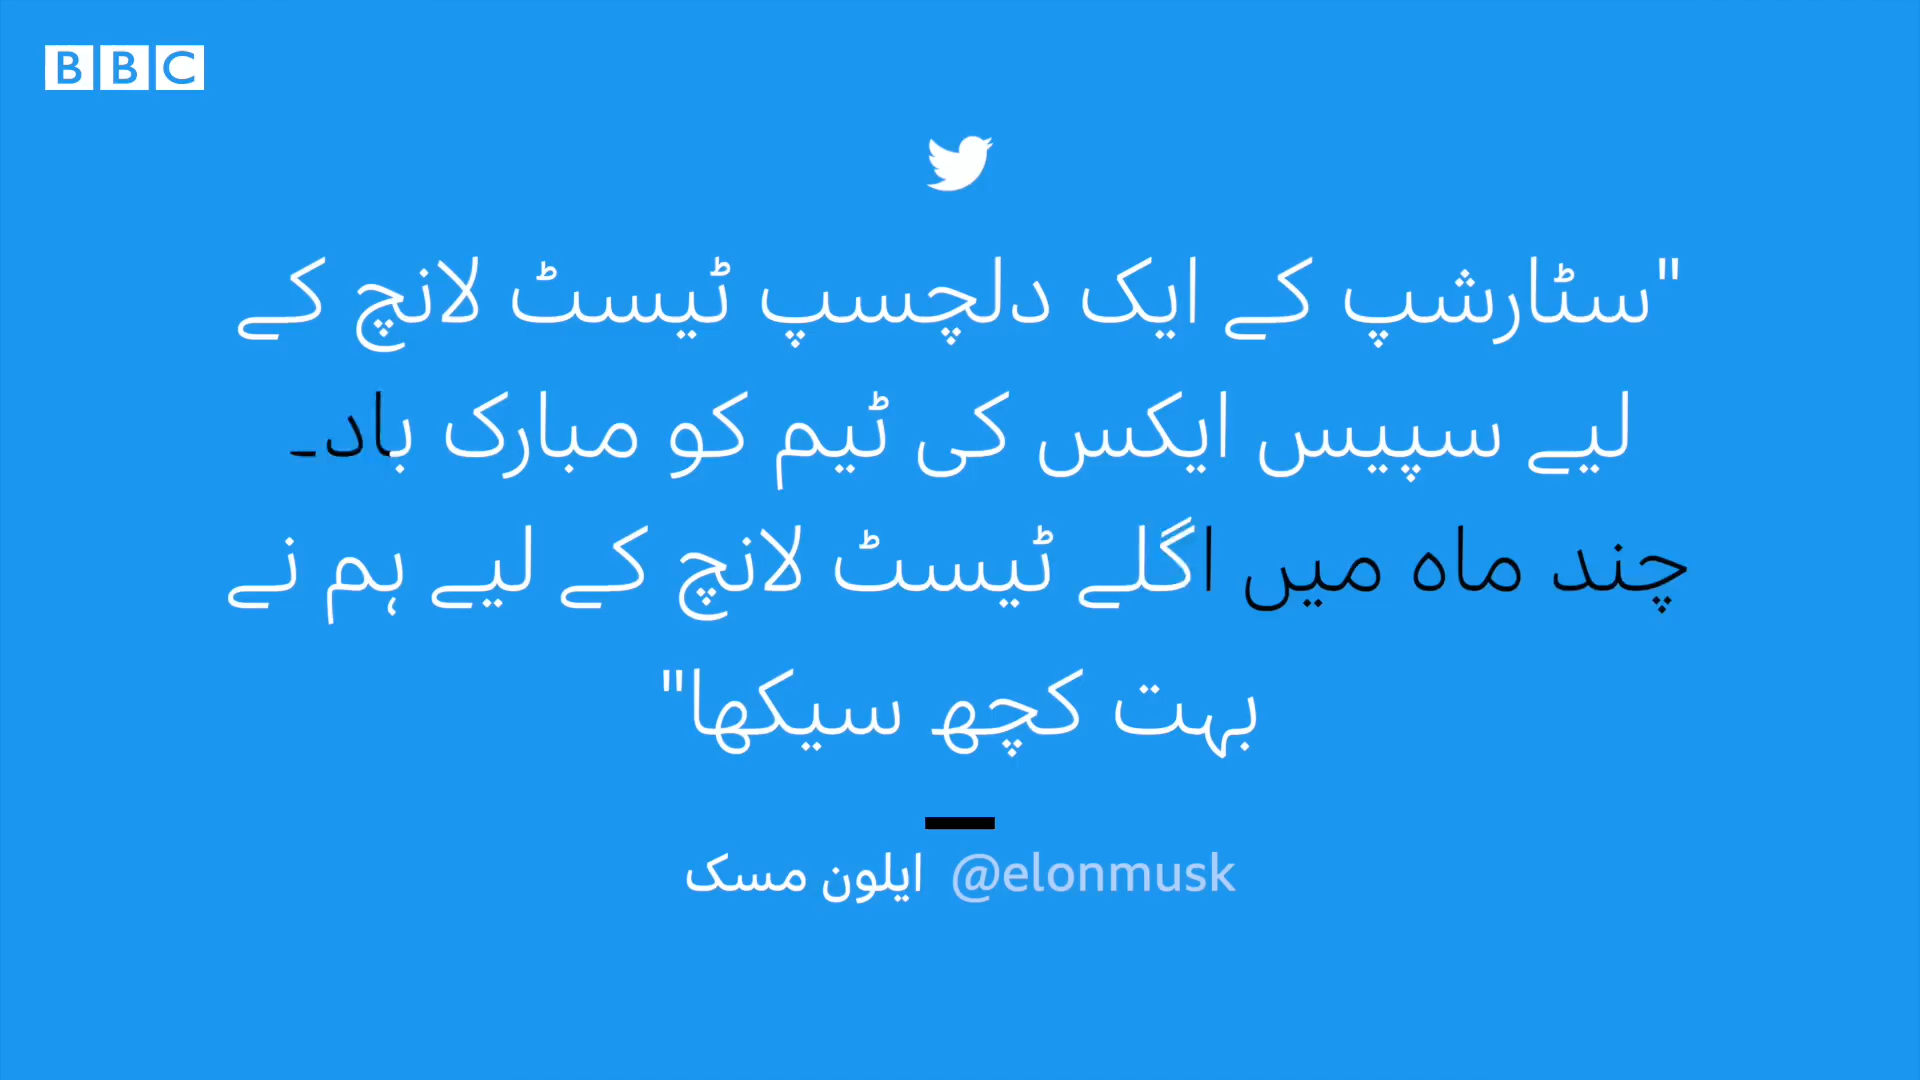 BBC
"سٹارشپ کے ایک دلچسپ ٹیسٹ لانچ کے
لیے سپیس ایکس کی ٹیم کو مبارک باد۔
چند ماہ میں اگلے ٹیسٹ لانچ کے لیے ہم نے
بہت کچھ سیکھا"
ایلون مسک @elonmusk